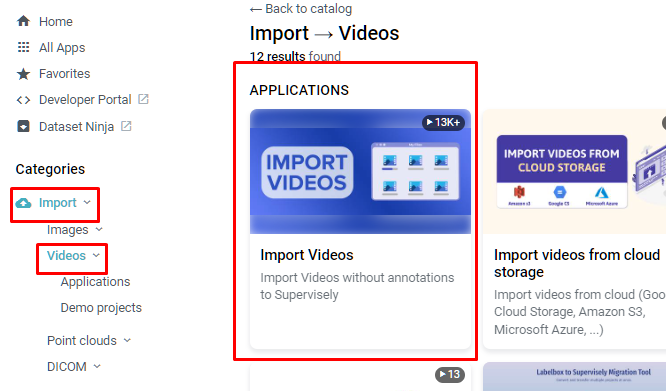 Home
All Apps
Favorites
Developer Portal
Dataset Ninja
Categories
Import
Images
Videos
Applications
Demo projects
Point clouds
DICOM
← Back to catalog
Import → Videos
12 results found
APPLICATIONS
13K+
IMPORT
VIDEOS
Import Videos
Import Videos without annotations
to Supervisely
IMPORT VIDEOS FROM
CLOUD STORAGE
Amazon s3
Google CS
Microsoft Azure
Import videos from cloud
storage
Import videos from cloud (Goo
Cloud Storage, Amazon S3,
Microsoft Azure, ...)
13
Labelbox to Supervisely Migration Tool